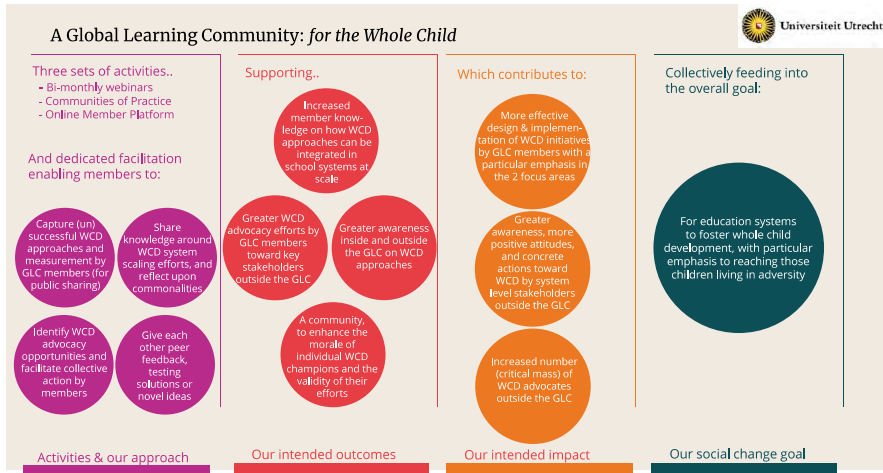 A Global Learning Community: for the Whole Child
Universiteit Utrecht
Three sets of activities..
- Bi-monthly webinars
- Communities of Practice
- Online Member Platform
And dedicated facilitation
enabling members to:
Capture (un)
successful WCD
approaches and
measurement by
GLC members (for
public sharing)
Share
knowledge around
WCD system
scaling efforts, and
reflect upon
commonalities
Identify WCD
advocacy
opportunities and
facilitate collective
action by
members
Give each
other peer
feedback,
testing
solutions or
novel ideas
Activities & our approach
Supporting..
Increased
member know-
ledge on how WCD
approaches can be
integrated in
school systems at
scale
Greater WCD
advocacy efforts by
GLC members
toward key
stakeholders
outside the GLC
Greater awareness
inside and outside
the GLC on WCD
approaches
A community,
to enhance the
morale of
individual WCD
champions and the
validity of their
efforts
Our intended outcomes
Which contributes to:
More effective
design & implemen-
tation of WCD initiatives
by GLC members with a
particular emphasis in
the 2 focus areas
Greater
awareness, more
positive attitudes,
and concrete
actions toward
WCD by system
level stakeholders
outside the GLC
Increased number
(critical mass) of
WCD advocates
outside the GLC
Our intended impact
Collectively feeding into
the overall goal:
For education systems
to foster whole child
development, with particular
emphasis to reaching those
children living in adversity
Our social change goal